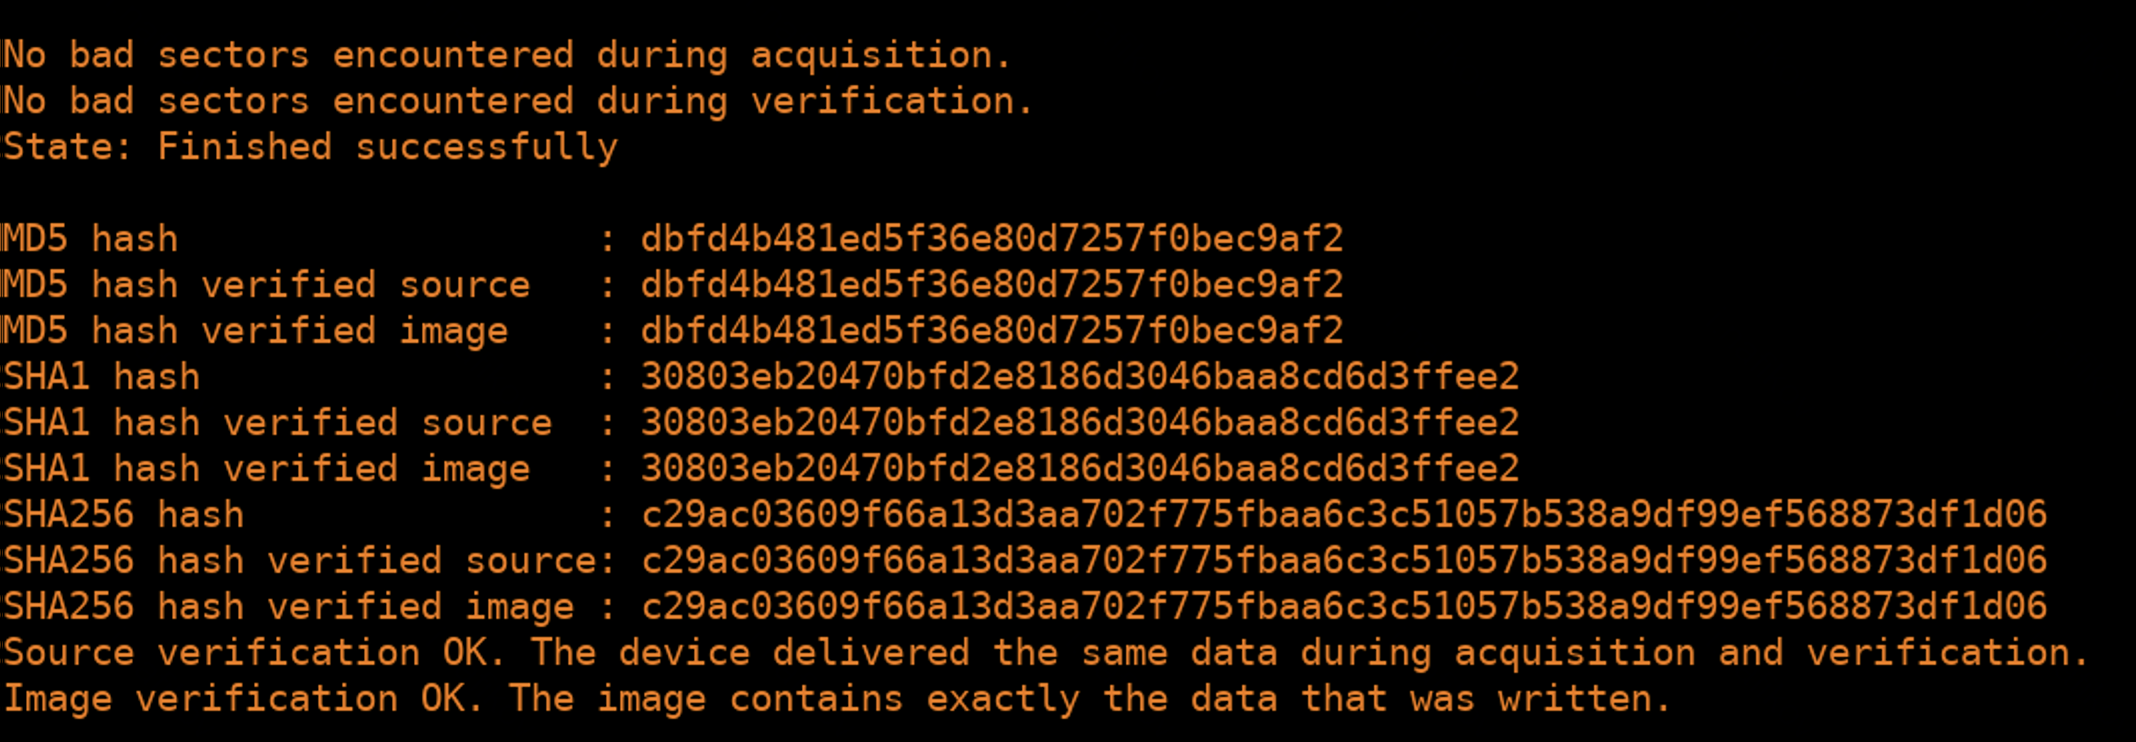 No bad sectors encountered during acquisition.
No bad sectors encountered during verification.
State: Finished successfully

MD5 hash                   : dbfd4b481ed5f36e80d7257f0bec9af2
MD5 hash verified source   : dbfd4b481ed5f36e80d7257f0bec9af2
MD5 hash verified image    : dbfd4b481ed5f36e80d7257f0bec9af2
SHA1 hash                  : 30803eb20470bfd2e8186d3046baa8cd6d3ffee2
SHA1 hash verified source  : 30803eb20470bfd2e8186d3046baa8cd6d3ffee2
SHA1 hash verified image   : 30803eb20470bfd2e8186d3046baa8cd6d3ffee2
SHA256 hash                : c29ac03609f66a13d3aa702f775fbaa6c3c51057b538a9df99ef568873df1d06
SHA256 hash verified source: c29ac03609f66a13d3aa702f775fbaa6c3c51057b538a9df99ef568873df1d06
SHA256 hash verified image : c29ac03609f66a13d3aa702f775fbaa6c3c51057b538a9df99ef568873df1d06
Source verification OK. The device delivered the same data during acquisition and verification.
Image verification OK. The image contains exactly the data that was written.